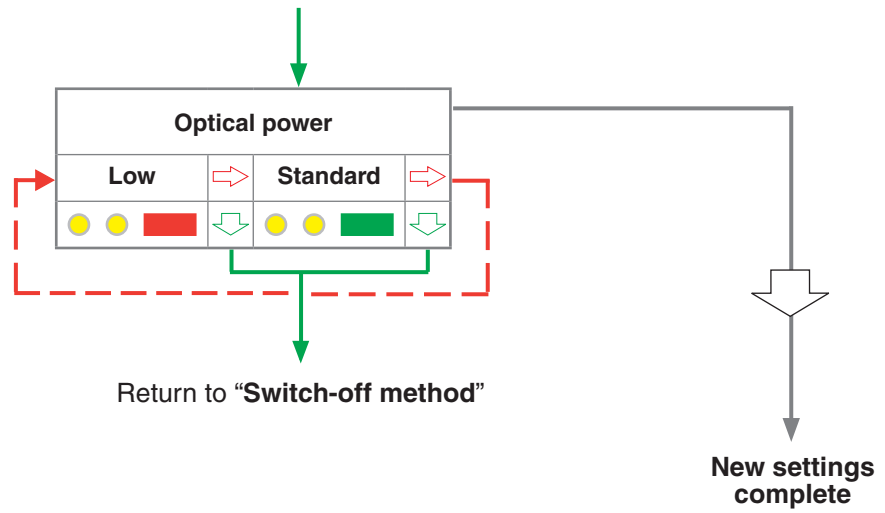 Optical power
Low
Standard
Return to “Switch-off method”
New settings
complete